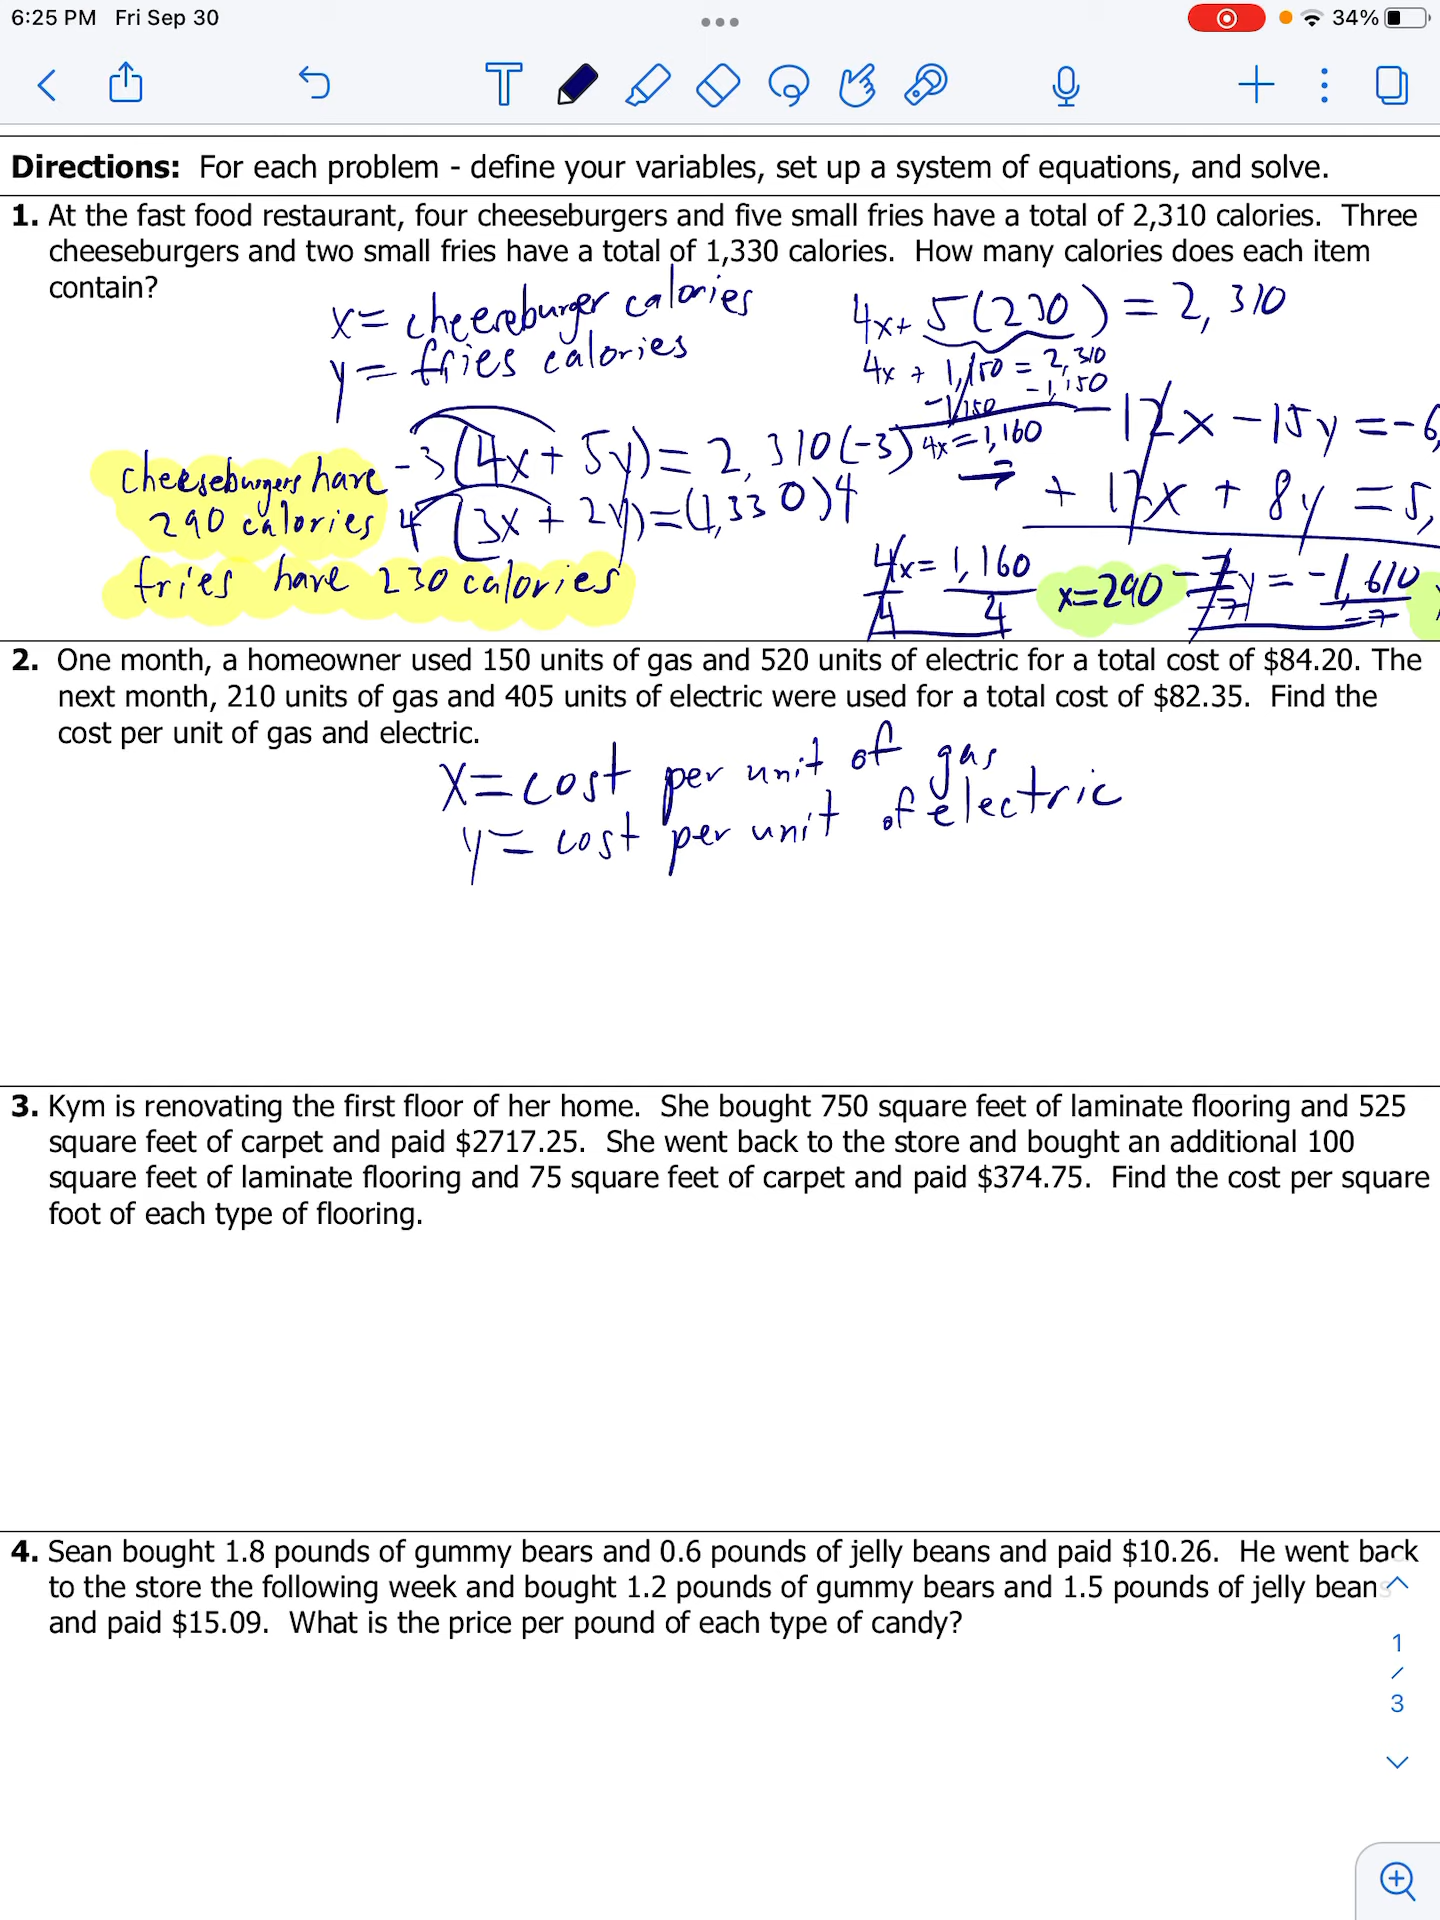 6:25 PM Fri Sep 30
34%
Directions: For each problem - define your variables, set up a system of equations, and solve.
1. At the fast food restaurant, four cheeseburgers and five small fries have a total of 2,310 calories. Three
cheeseburgers and two small fries have a total of 1,330 calories. How many calories does each item
contain?
x= cheeseburger calories
y= fries calories
4x+ 5(230) = 2,310
4x + 1,150 = 2,310
-1,150 -1,150
4x=1,160
-3(4x+5y)=2,310(-3)
4(3x+2y)=(1,330)4
-12x-15y=-6,
+ 12x + 8y = 5,
cheeseburgers have
290 calories
fries have 230 calories
4x= 1,160
4 4
x=290
-7y = -1,610
-7 -7
2. One month, a homeowner used 150 units of gas and 520 units of electric for a total cost of $84.20. The
next month, 210 units of gas and 405 units of electric were used for a total cost of $82.35. Find the
cost per unit of gas and electric.
x=cost per unit of gas
y= cost per unit of electric
3. Kym is renovating the first floor of her home. She bought 750 square feet of laminate flooring and 525
square feet of carpet and paid $2717.25. She went back to the store and bought an additional 100
square feet of laminate flooring and 75 square feet of carpet and paid $374.75. Find the cost per square
foot of each type of flooring.
4. Sean bought 1.8 pounds of gummy bears and 0.6 pounds of jelly beans and paid $10.26. He went back
to the store the following week and bought 1.2 pounds of gummy bears and 1.5 pounds of jelly beans
and paid $15.09. What is the price per pound of each type of candy?
1
/
3